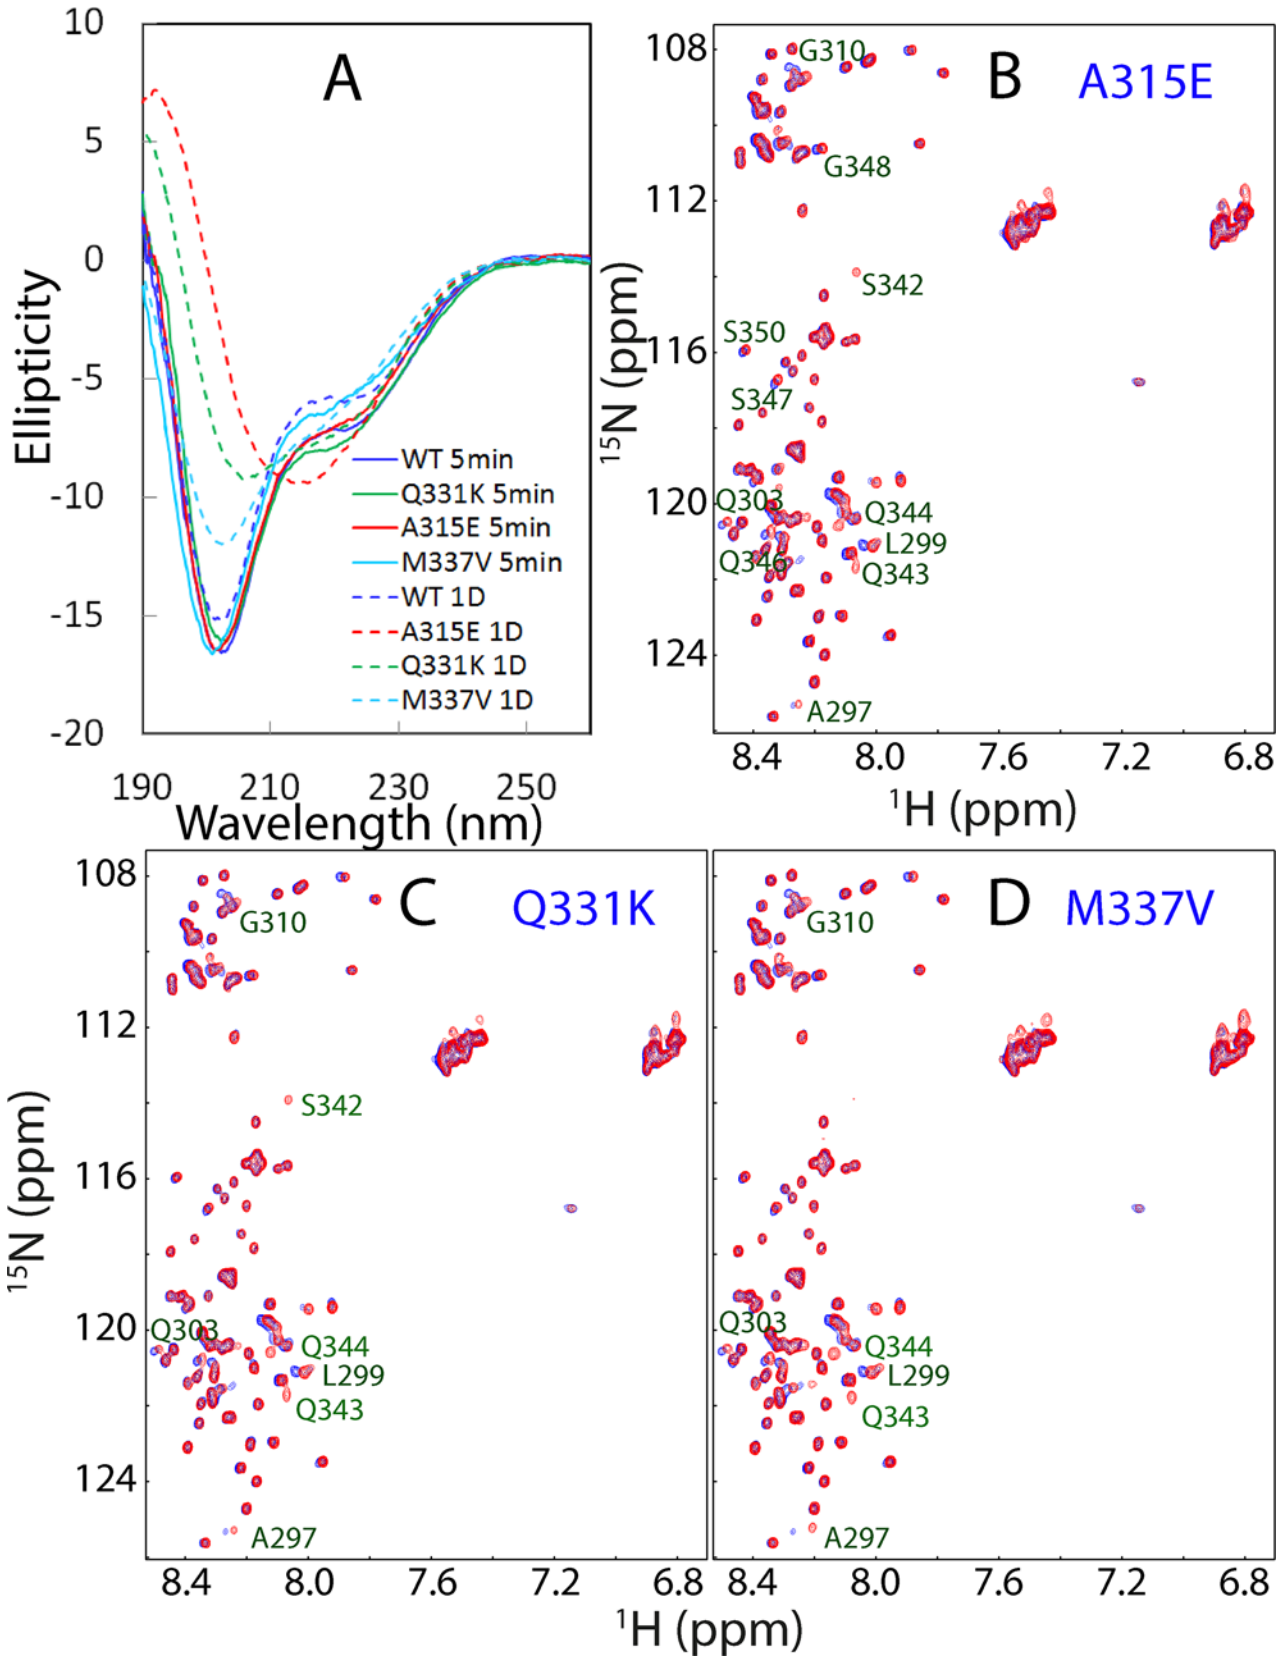 10
5
0
-5
-10
-15
-20
Ellipticity
A
WT 5min
Q331K 5min
A315E 5min
M337V 5min
WT 1D
A315E 1D
Q331K 1D
M337V 1D
190 210 230 250
Wavelength (nm)
B A315E
108
112
116
120
124
15N (ppm)
G310
G348
S342
S350
S347
Q303
Q344
L299
Q346
Q343
A297
8.4 8.0 7.6 7.2 6.8
1H (ppm)
C Q331K
108
112
116
120
124
15N (ppm)
G310
S342
Q303
Q344
L299
Q343
A297
8.4 8.0 7.6 7.2 6.8
D M337V
G310
Q303
Q344
L299
Q343
A297
8.4 8.0 7.6 7.2 6.8
1H (ppm)